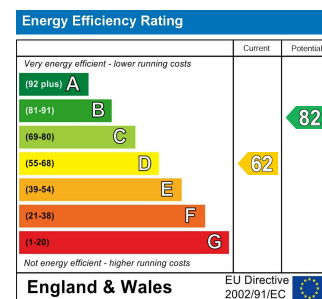 Energy Efficiency Rating
Current
Potential
Very energy efficient - lower running costs
(92 plus) A
(81-91) B
82
(69-80) C
(55-68) D
62
(39-54) E
(21-38) F
(1-20) G
Not energy efficient - higher running costs
England & Wales
EU Directive
2002/91/EC